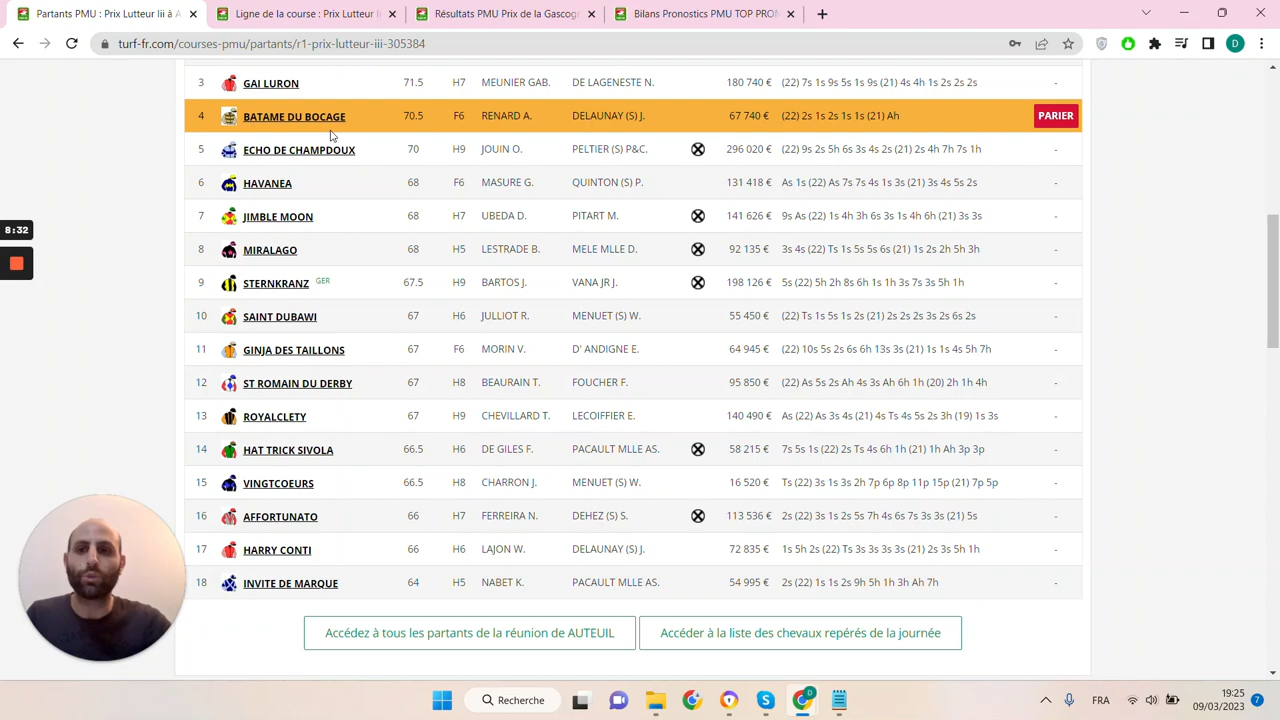 Partants PMU : Prix Lutteur Iii à A
Ligne de la course : Prix Lutteur I
Résultats PMU Prix de la Gascog
Bilans Pronostics PMU TOP PRON
turf-fr.com/courses-pmu/partants/r1-prix-lutteur-iii-305384
D
3 GAI LURON 71.5 H7 MEUNIER GAB. DE LAGENESTE N. 180 740 € (22) 7s 1s 9s 5s 1s 9s (21) 4s 4h 1s 2s 2s 2s -
4 BATAME DU BOCAGE 70.5 F6 RENARD A. DELAUNAY (S) J. 67 740 € (22) 2s 1s 2s 1s 1s (21) Ah PARIER
5 ECHO DE CHAMPDOUX 70 H9 JOUIN O. PELTIER (S) P&C. 296 020 € (22) 9s 2s 5h 6s 3s 4s 2s (21) 2s 4h 7h 7s 1h -
6 HAVANEA 68 F6 MASURE G. QUINTON (S) P. 131 418 € As 1s (22) As 7s 7s 4s 1s 3s (21) 3s 4s 5s 2s -
7 JIMBLE MOON 68 H7 UBEDA D. PITART M. 141 626 € 9s As (22) 1s 4h 3h 6s 3s 1s 4h 6h (21) 3s 3s -
8 MIRALAGO 68 H5 LESTRADE B. MELE MLLE D. 92 135 € 3s 4s (22) Ts 1s 5s 5s 6s (21) 1s 2s 2h 5h 3h -
9 STERNKRANZ GER 67.5 H9 BARTOS J. VANA JR J. 198 126 € 5s (22) 5h 2h 8s 6h 1s 1h 3s 7s 3s 5h 1h -
10 SAINT DUBAWI 67 H6 JULLIOT R. MENUET (S) W. 55 450 € (22) Ts 1s 5s 1s 2s (21) 2s 2s 2s 3s 2s 6s 2s -
11 GINJA DES TAILLONS 67 F6 MORIN V. D' ANDIGNE E. 64 945 € (22) 10s 5s 2s 6s 6h 13s 3s (21) 1s 1s 4s 5h 7h -
12 ST ROMAIN DU DERBY 67 H8 BEAURAIN T. FOUCHER F. 95 850 € (22) As 5s 2s Ah 4s 3s Ah 6h 1h (20) 2h 1h 4h -
13 ROYALCLETY 67 H9 CHEVILLARD T. LECOIFFIER E. 140 490 € As (22) As 3s 4s (21) 4s Ts 4s 5s 2s 3h (19) 1s 3s -
14 HAT TRICK SIVOLA 66.5 H6 DE GILES F. PACAULT MLLE AS. 58 215 € 7s 5s 1s (22) 2s Ts 4s 6h 1h (21) 1h Ah 3p 3p -
15 VINGTCOEURS 66.5 H8 CHARRON J. MENUET (S) W. 16 520 € Ts (22) 3s 1s 3s 2h 7p 6p 8p 11p 15p (21) 7p 5p -
16 AFFORTUNATO 66 H7 FERREIRA N. DEHEZ (S) S. 113 536 € 2s (22) 3s 1s 2s 5s 7h 4s 6s 7s 3s 3s (21) 5s -
17 HARRY CONTI 66 H6 LAJON W. DELAUNAY (S) J. 72 835 € 1s 5h 2s (22) Ts 3s 3s 3s 3s (21) 2s 3s 5h 1h -
18 INVITE DE MARQUE 64 H5 NABET K. PACAULT MLLE AS. 54 995 € 2s (22) 1s 1s 2s 9h 5h 1h 3h Ah 7h -
8:32
Accédez à tous les partants de la réunion de AUTEUIL
Accéder à la liste des chevaux repérés de la journée
Recherche
D
FRA
19:25
09/03/2023
7